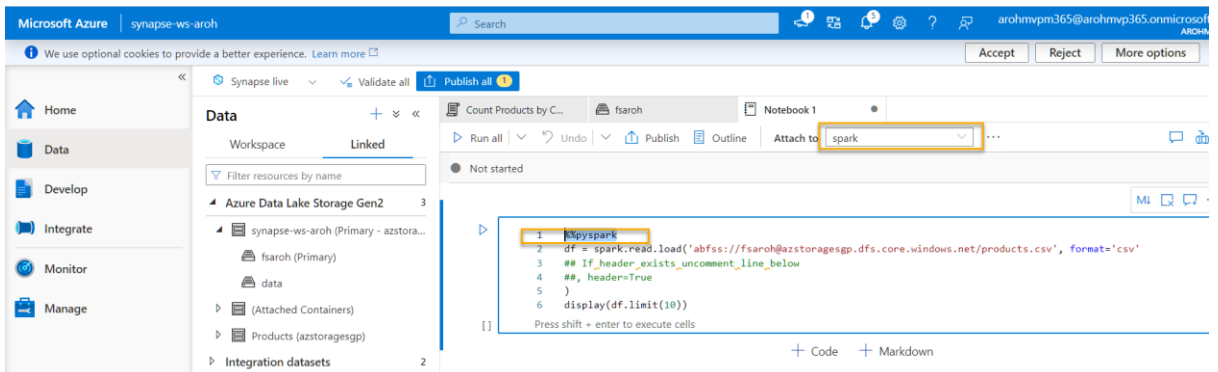 Microsoft Azure | synapse-ws-aroh
Search
1
5
?
arohmvpm365@arohmvp365.onmicrosoft
AROHM
We use optional cookies to provide a better experience. Learn more
Accept
Reject
More options
«
Synapse live
Validate all
Publish all 1
Home
Data
Develop
Integrate
Monitor
Manage
Data
+ «
Workspace
Linked
Filter resources by name
Azure Data Lake Storage Gen2 3
synapse-ws-aroh (Primary - azstora...
fsaroh (Primary)
data
(Attached Containers)
Products (azstoragesgp)
Integration datasets 2
Count Products by C...
fsaroh
Notebook 1
Run all
Undo
Publish
Outline
Attach to spark ...
Not started
M↓
1 %%pyspark
2 df = spark.read.load('abfss://fsaroh@azstoragesgp.dfs.core.windows.net/products.csv', format='csv'
3 ## If header exists uncomment line below
4 ##, header=True
5 )
6 display(df.limit(10))
[ ] Press shift + enter to execute cells
+ Code + Markdown